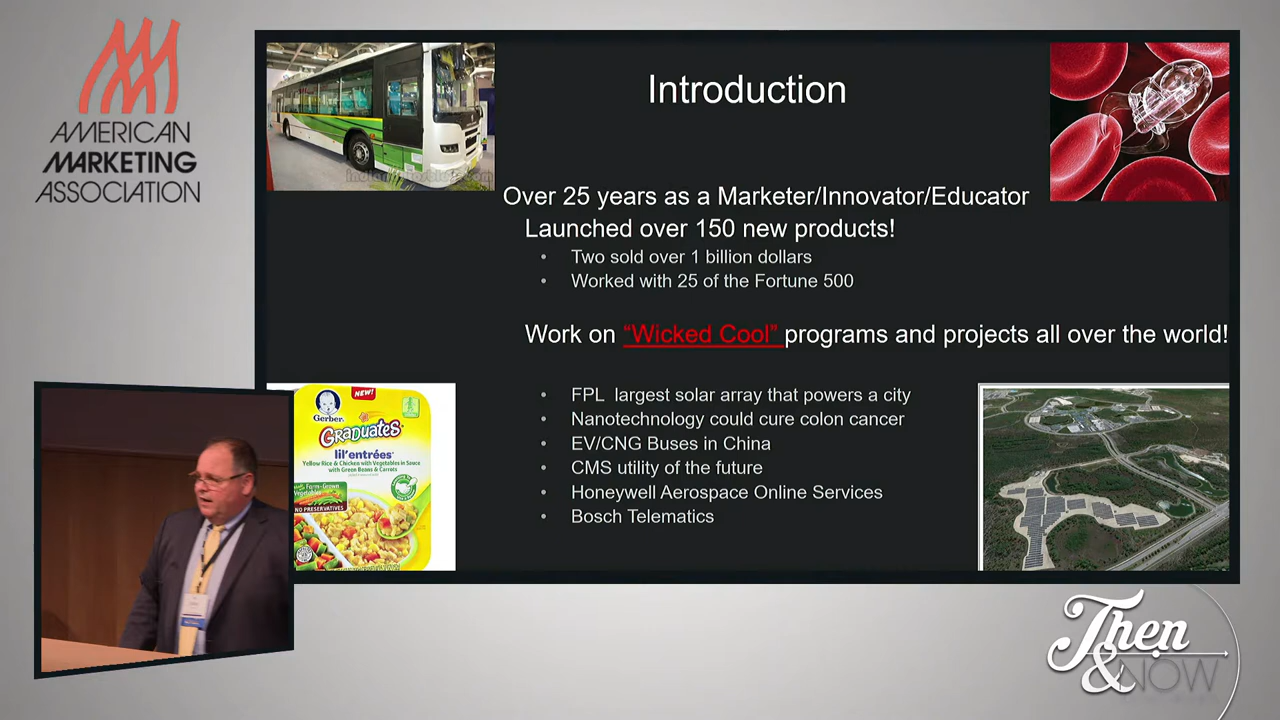 AMERICAN
MARKETING
ASSOCIATION
Introduction
Over 25 years as a Marketer/Innovator/Educator
Launched over 150 new products!
• Two sold over 1 billion dollars
• Worked with 25 of the Fortune 500
Work on “Wicked Cool” programs and projects all over the world!
• FPL largest solar array that powers a city
• Nanotechnology could cure colon cancer
• EV/CNG Buses in China
• CMS utility of the future
• Honeywell Aerospace Online Services
• Bosch Telematics
NEW!
Gerber
GRADUATES
lil'entrées
Yellow Rice & Chicken with Vegetables in Sauce
with Green Beans & Carrots
Farm-Grown
Vegetables
NO PRESERVATIVES
Then
& NOW